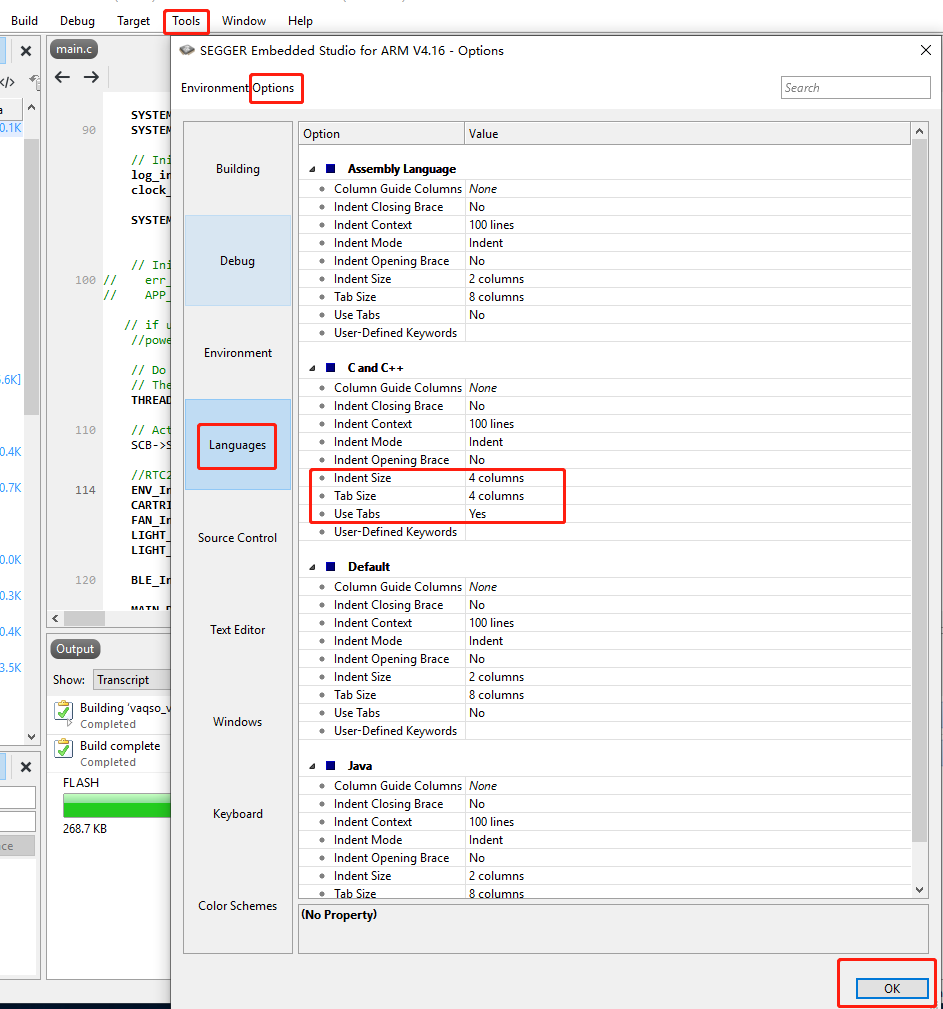 Build Debug Target Tools Window Help
main.c
SEGGER Embedded Studio for ARM V4.16 - Options
Environment Options
Search
0.1K
6K]
0.4K
0.7K
0.0K
0.3K
0.4K
3.5K
SYSTEM
90 SYSTEM
// Ini
log_in
clock_
SYSTEM
// Ini
100 // err_
// APP_
// if u
//powe
// Do
// The
THREAD
110 // Act
SCB->S
//RTC2
114 ENV_In
CARTRI
FAN_In
LIGHT_
LIGHT_
120 BLE_In
Output
Show: Transcript
Building 'vaqso_v
Completed
Build complete
Completed
FLASH
268.7 KB
Building
Debug
Environment
Languages
Source Control
Text Editor
Windows
Keyboard
Color Schemes
Option Value
Assembly Language
Column Guide Columns None
Indent Closing Brace No
Indent Context 100 lines
Indent Mode Indent
Indent Opening Brace No
Indent Size 2 columns
Tab Size 8 columns
Use Tabs No
User-Defined Keywords
C and C++
Column Guide Columns None
Indent Closing Brace No
Indent Context 100 lines
Indent Mode Indent
Indent Opening Brace No
Indent Size 4 columns
Tab Size 4 columns
Use Tabs Yes
User-Defined Keywords
Default
Column Guide Columns None
Indent Closing Brace No
Indent Context 100 lines
Indent Mode Indent
Indent Opening Brace No
Indent Size 2 columns
Tab Size 8 columns
Use Tabs No
User-Defined Keywords
Java
Column Guide Columns None
Indent Closing Brace No
Indent Context 100 lines
Indent Mode Indent
Indent Opening Brace No
Indent Size 2 columns
Tab Size 8 columns
(No Property)
OK